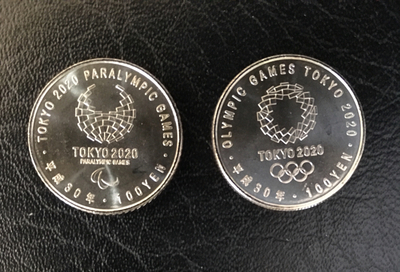 TOKYO 2020 PARALYMPIC GAMES
TOKYO 2020
PARALYMPIC GAMES
平成30年・100YEN
OLYMPIC GAMES TOKYO 2020
TOKYO 2020
平成30年・100YEN